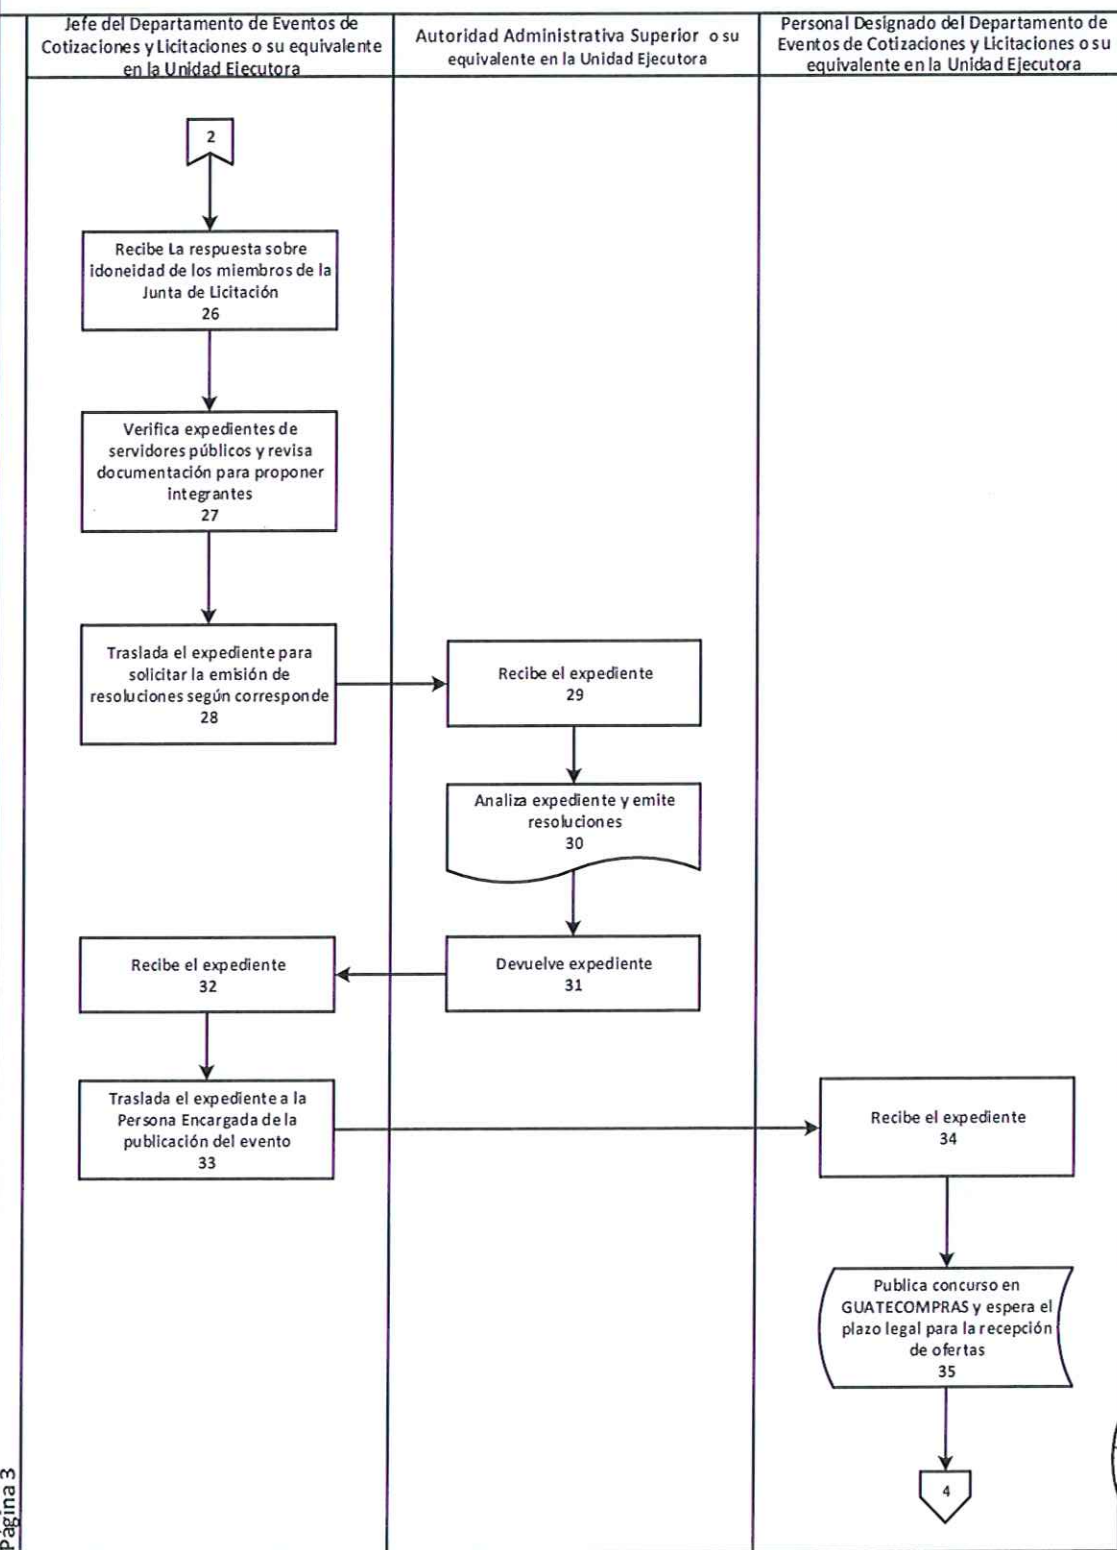 Jefe del Departamento de Eventos de
Cotizaciones y Licitaciones o su equivalente
en la Unidad Ejecutora
Autoridad Administrativa Superior o su
equivalente en la Unidad Ejecutora
Personal Designado del Departamento de
Eventos de Cotizaciones y Licitaciones o su
equivalente en la Unidad Ejecutora
2
Recibe La respuesta sobre
idoneidad de los miembros de la
Junta de Licitación
26
Verifica expedientes de
servidores públicos y revisa
documentación para proponer
integrantes
27
Traslada el expediente para
solicitar la emisión de
resoluciones según corresponde
28
Recibe el expediente
29
Analiza expediente y emite
resoluciones
30
Devuelve expediente
31
Recibe el expediente
32
Traslada el expediente a la
Persona Encargada de la
publicación del evento
33
Recibe el expediente
34
Publica concurso en
GUATECOMPRAS y espera el
plazo legal para la recepción
de ofertas
35
4
Página 3